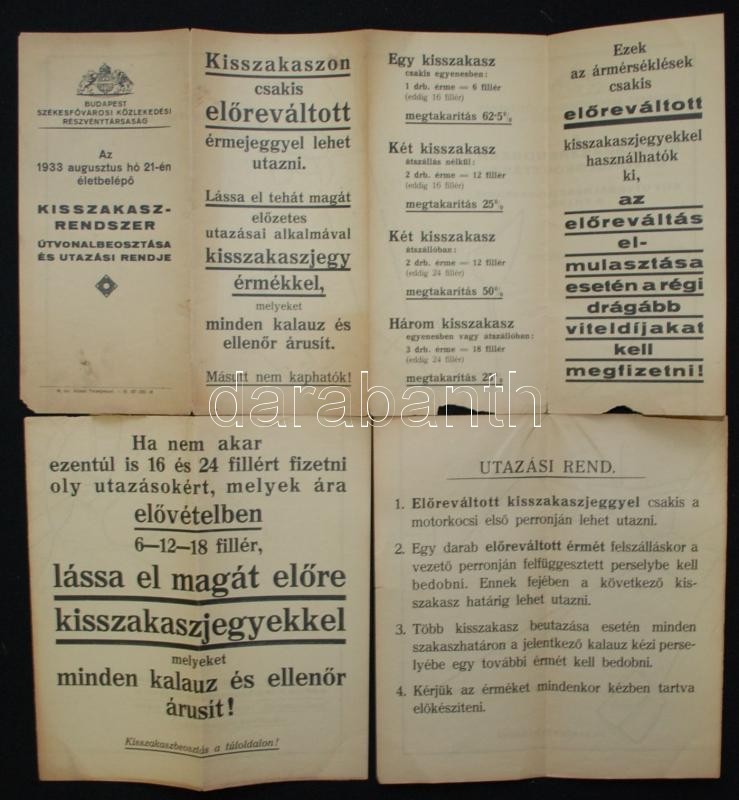 BUDAPEST
SZÉKESFŐVÁROSI KÖZLEKEDÉSI
RÉSZVÉNYTÁRSASÁG
Az
1933 augusztus hó 21-én
életbelépő
KISSZAKASZ-
RENDSZER
ÚTVONALBEOSZTÁSA
ÉS UTAZÁSI RENDJE
Kisszakaszon
csakis
előreváltott
érmejeggyel lehet
utazni.
Lássa el tehát magát
előzetes
utazásai alkalmával
kisszakaszjegy
érmékkel,
melyeket
minden kalauz és
ellenőr árusít.
Másutt nem kaphatók!
Egy kisszakasz
csakis egyenesben:
1 drb. érme = 6 fillér
(eddig 16 fillér)
megtakarítás 62·5%
Két kisszakasz
átszállás nélkül:
2 drb. érme = 12 fillér
(eddig 16 fillér)
megtakarítás 25%
Két kisszakasz
átszállóban:
2 drb. érme = 12 fillér
(eddig 24 fillér)
megtakarítás 50%
Három kisszakasz
egyenesben vagy átszállóban:
3 drb. érme = 18 fillér
(eddig 24 fillér)
megtakarítás 25%
Ezek
az ármérséklések
csakis
előreváltott
kisszakaszjegyekkel
használhatók
ki,
az
előreváltás
el-
mulasztása
esetén a régi
drágább
viteldíjakat
kell
megfizetni!
darabanth
Ha nem akar
ezentúl is 16 és 24 fillért fizetni
oly utazásokért, melyek ára
elővételben
6—12—18 fillér,
lássa el magát előre
kisszakaszjegyekkel
melyeket
minden kalauz és ellenőr
árusít!
Kisszakaszbeosztás a túloldalon!
UTAZÁSI REND.
1. Előreváltott kisszakaszjeggyel csakis a
motorkocsi első perronján lehet utazni.
2. Egy darab előreváltott érmét felszálláskor a
vezető perronján felfüggesztett perselybe kell
bedobni. Ennek fejében a következő kis-
szakasz határig lehet utazni.
3. Több kisszakasz beutazása esetén minden
szakaszhatáron a jelentkező kalauz kézi perse-
lyébe egy további érmét kell bedobni.
4. Kérjük az érméket mindenkor kézben tartva
előkészíteni.